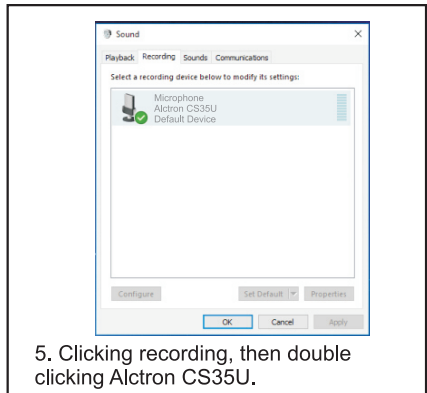 Sound
Playback Recording Sounds Communications
Select a recording device below to modify its settings:
Microphone
Alctron CS35U
Default Device
Configure Set Default Properties
OK Cancel Apply
5. Clicking recording, then double
clicking Alctron CS35U.